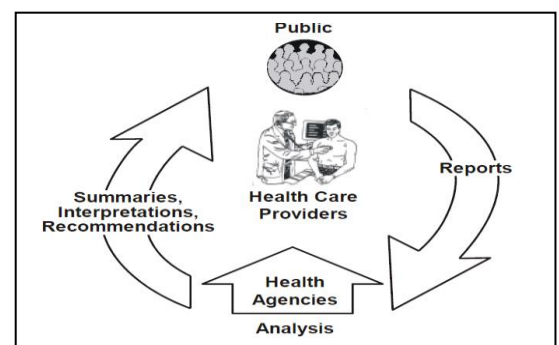 Public
Reports
Summaries,
Interpretations,
Recommendations
Health Care
Providers
Health
Agencies
Analysis